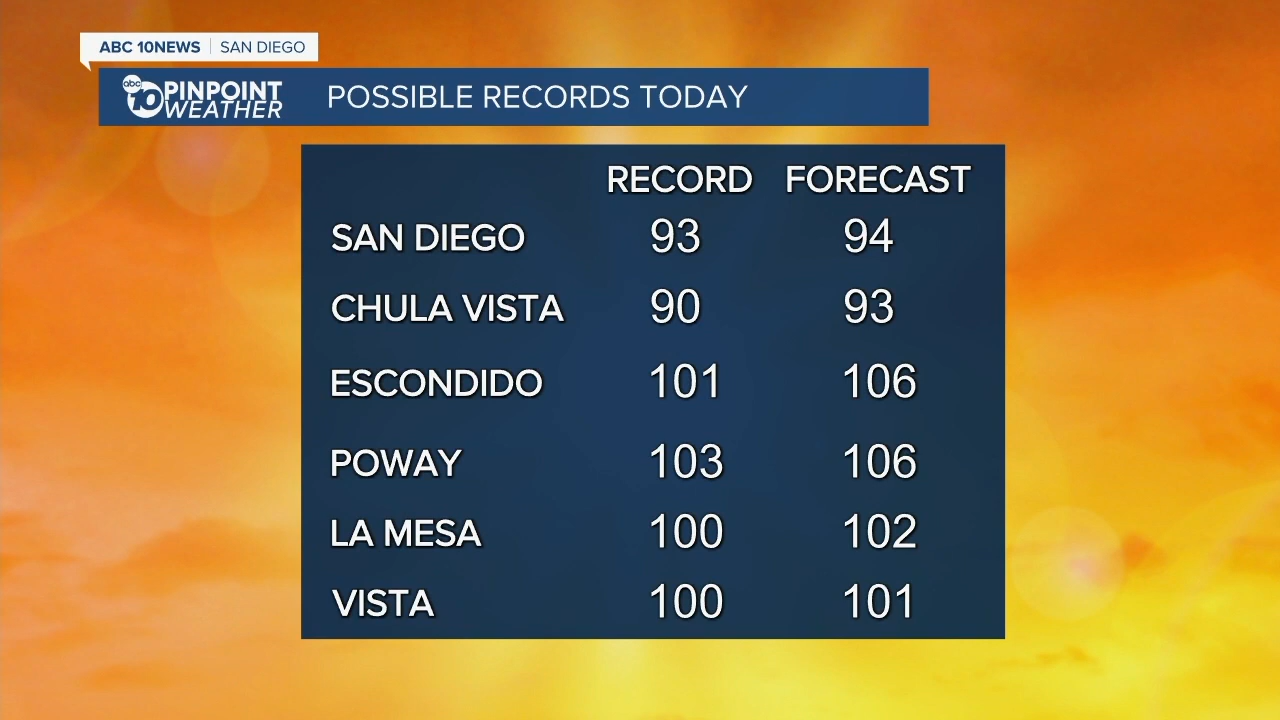 ABC 10NEWS | SAN DIEGO
abc 10 PINPOINT WEATHER
POSSIBLE RECORDS TODAY
RECORD FORECAST
SAN DIEGO 93 94
CHULA VISTA 90 93
ESCONDIDO 101 106
POWAY 103 106
LA MESA 100 102
VISTA 100 101